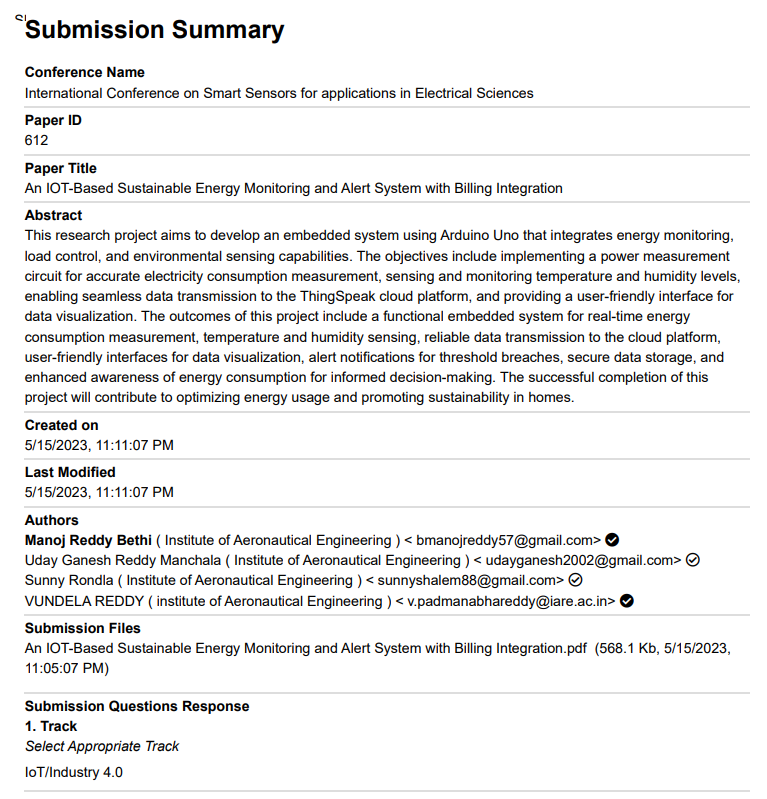 Submission Summary
Conference Name
International Conference on Smart Sensors for applications in Electrical Sciences
Paper ID
612
Paper Title
An IOT-Based Sustainable Energy Monitoring and Alert System with Billing Integration
Abstract
This research project aims to develop an embedded system using Arduino Uno that integrates energy monitoring,
load control, and environmental sensing capabilities. The objectives include implementing a power measurement
circuit for accurate electricity consumption measurement, sensing and monitoring temperature and humidity levels,
enabling seamless data transmission to the ThingSpeak cloud platform, and providing a user-friendly interface for
data visualization. The outcomes of this project include a functional embedded system for real-time energy
consumption measurement, temperature and humidity sensing, reliable data transmission to the cloud platform,
user-friendly interfaces for data visualization, alert notifications for threshold breaches, secure data storage, and
enhanced awareness of energy consumption for informed decision-making. The successful completion of this
project will contribute to optimizing energy usage and promoting sustainability in homes.
Created on
5/15/2023, 11:11:07 PM
Last Modified
5/15/2023, 11:11:07 PM
Authors
Manoj Reddy Bethi ( Institute of Aeronautical Engineering ) < bmanojreddy57@gmail.com>
Uday Ganesh Reddy Manchala ( Institute of Aeronautical Engineering ) < udayganesh2002@gmail.com>
Sunny Rondla ( Institute of Aeronautical Engineering ) < sunnyshalem88@gmail.com>
VUNDELA REDDY ( institute of Aeronautical Engineering ) < v.padmanabhareddy@iare.ac.in>
Submission Files
An IOT-Based Sustainable Energy Monitoring and Alert System with Billing Integration.pdf (568.1 Kb, 5/15/2023,
11:05:07 PM)
Submission Questions Response
1. Track
Select Appropriate Track
IoT/Industry 4.0